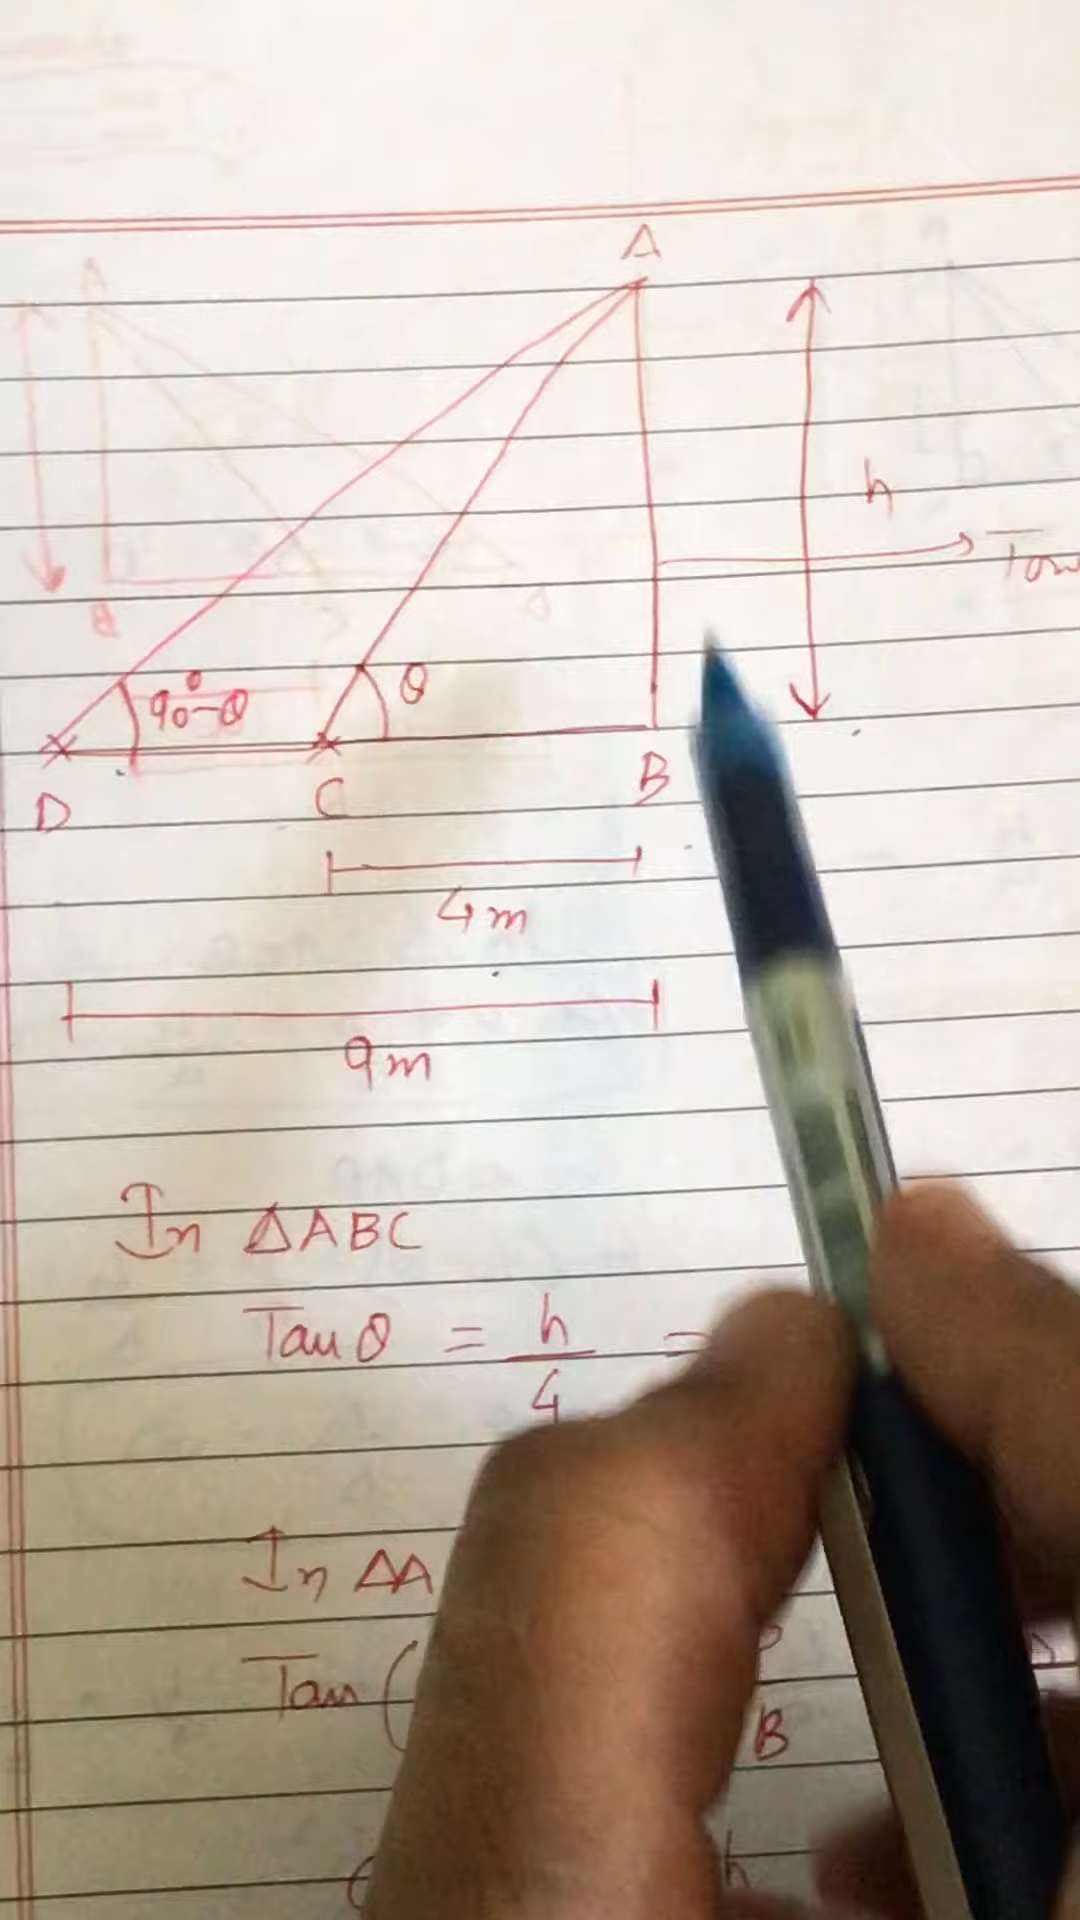 A
h
Tow
90°-θ
θ
D
C
B
4m
9m
In ΔABC
Tan θ = h/4 =
In ΔA
Tan (
B
h